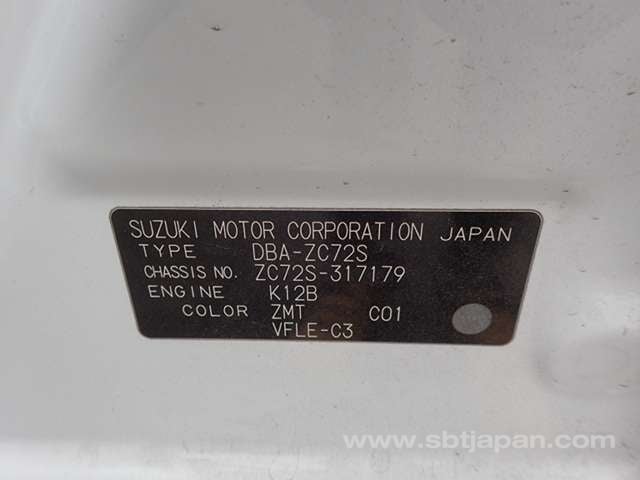 SUZUKI MOTOR CORPORATION JAPAN
TYPE DBA-ZC72S
CHASSIS NO. ZC72S-317179
ENGINE K12B
COLOR ZMT C01
VFLE-C3
www.sbtjapan.com